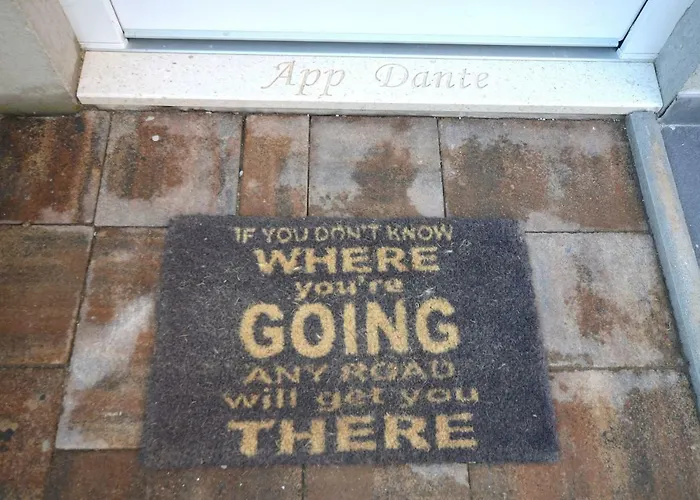 App Dante
IF YOU DON'T KNOW
WHERE
you're
GOING
ANY ROAD
will get you
THERE